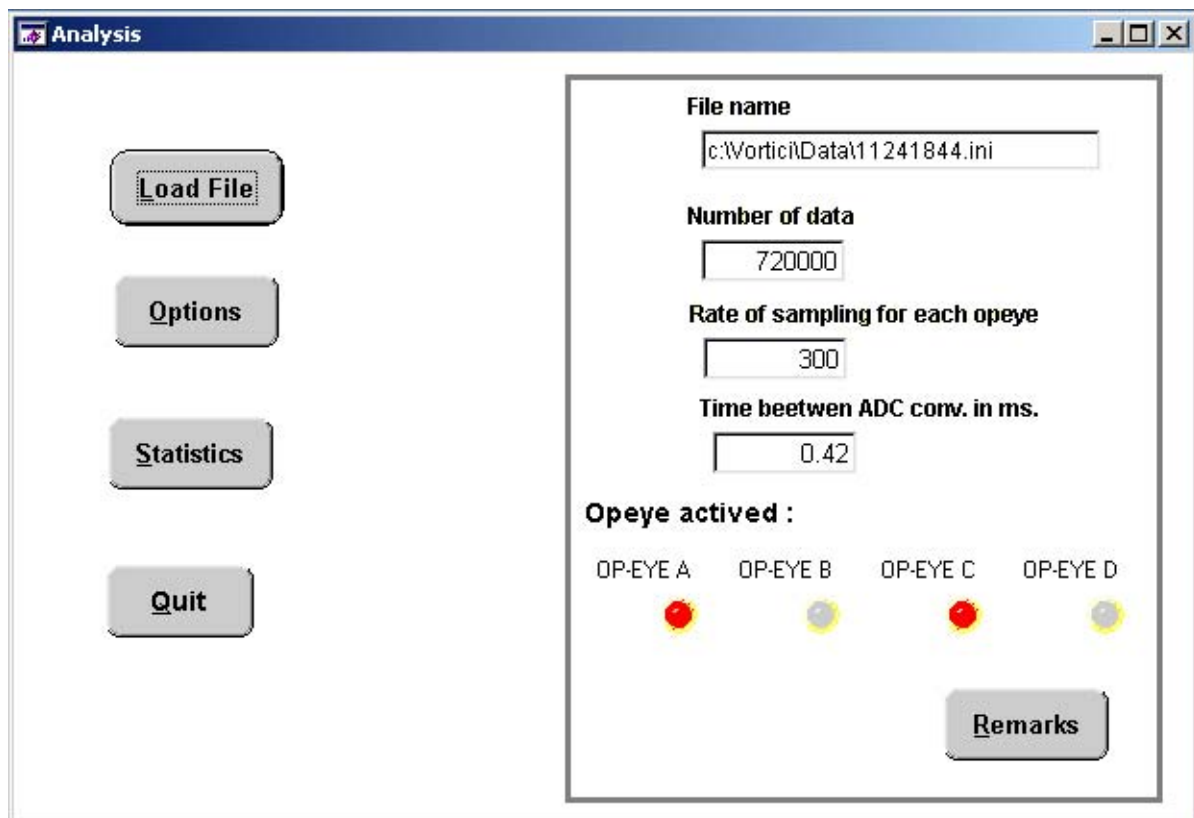 Analysis
Load File
Options
Statistics
Quit
File name
c:\Vortici\Data\11241844.ini
Number of data
720000
Rate of sampling for each opeye
300
Time beetwen ADC conv. in ms.
0.42
Opeye actived :
OP-EYE A OP-EYE B OP-EYE C OP-EYE D
Remarks